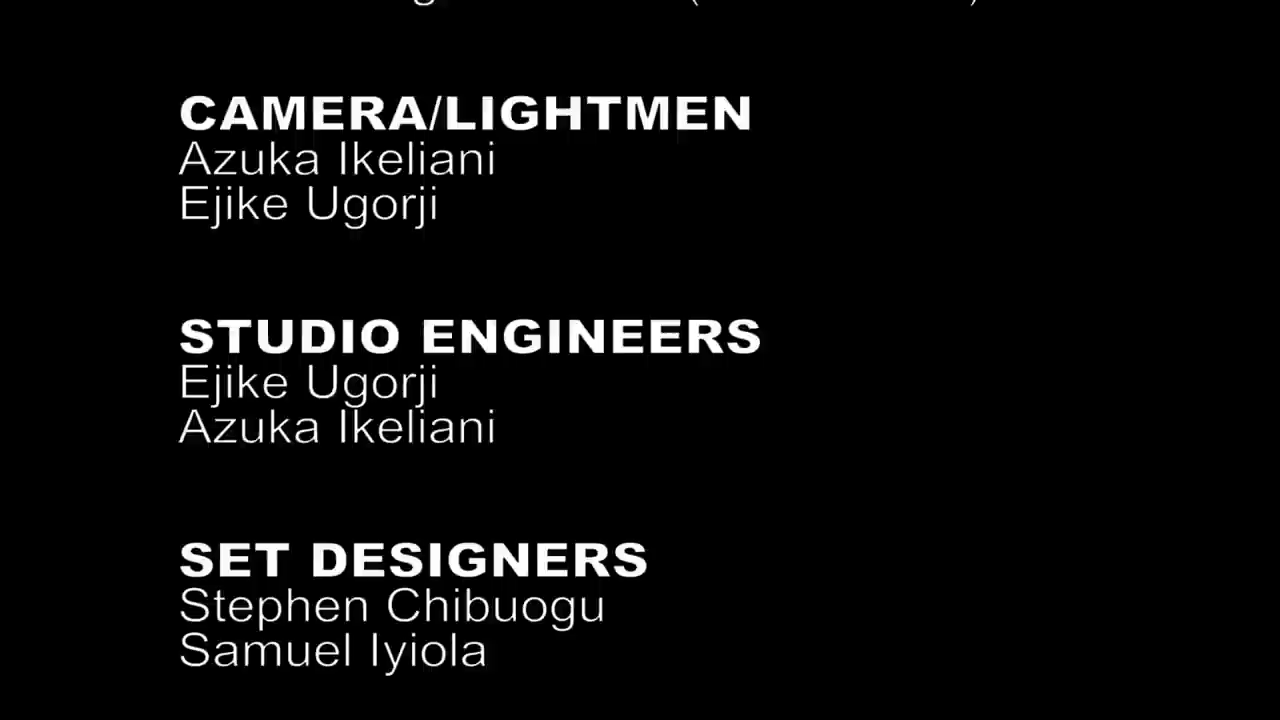 CAMERA/LIGHTMEN
Azuka Ikeliani
Ejike Ugorji
STUDIO ENGINEERS
Ejike Ugorji
Azuka Ikeliani
SET DESIGNERS
Stephen Chibuogu
Samuel Iyiola